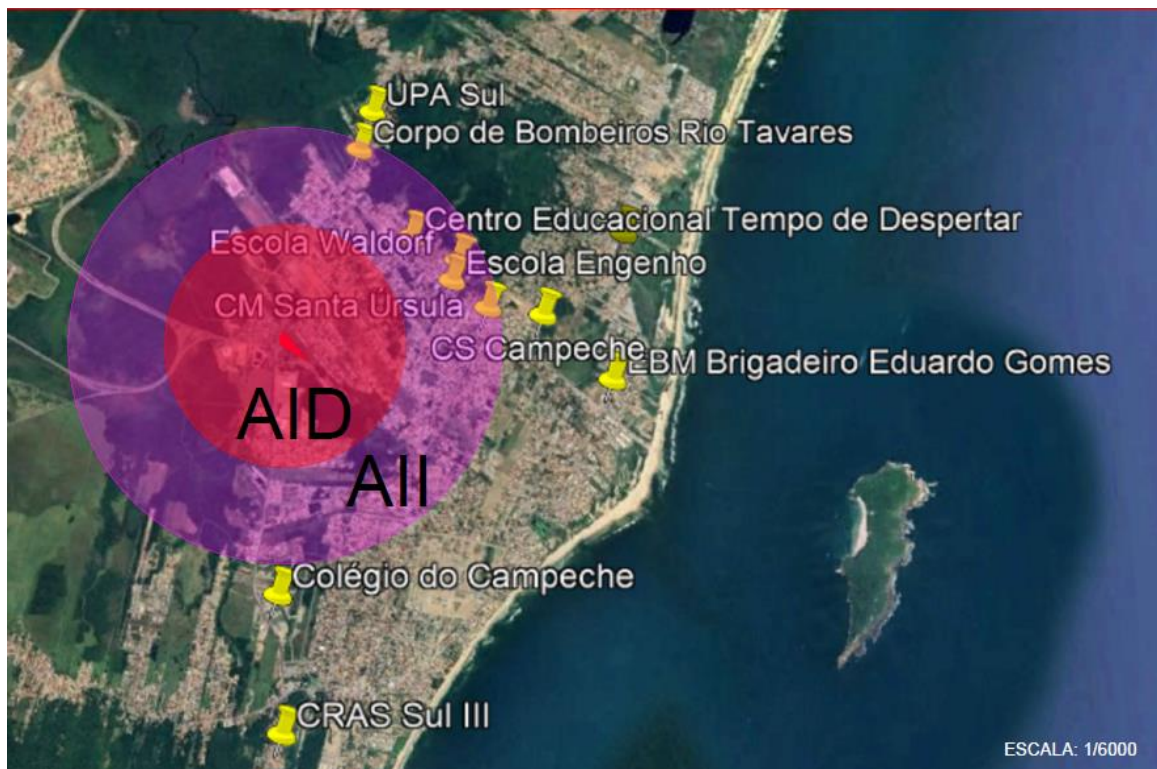 UPA Sul
Corpo de Bombeiros Rio Tavares
Centro Educacional Tempo de Despertar
Escola Waldorf
Escola Engenho
CM Santa Úrsula
CS Campeche
EBM Brigadeiro Eduardo Gomes
AID
AII
Colégio do Campeche
CRAS Sul III
ESCALA: 1/6000